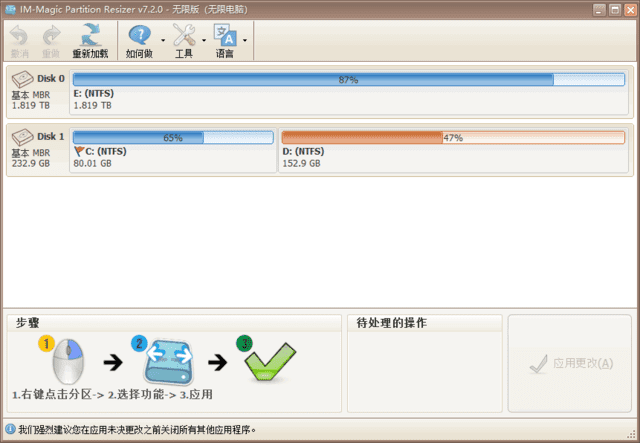 IM-Magic Partition Resizer v7.2.0 - 无限版 (无限电脑)
撤消 重做 重新加载 如何做 工具 语言
Disk 0
基本 MBR
1.819 TB
87%
E: (NTFS)
1.819 TB
Disk 1
基本 MBR
232.9 GB
65%
C: (NTFS)
80.01 GB
47%
D: (NTFS)
152.9 GB
步骤
1 2 3
1.右键点击分区-> 2.选择功能-> 3.应用
待处理的操作
应用更改(A)
我们强烈建议您在应用未决更改之前关闭所有其他应用程序。